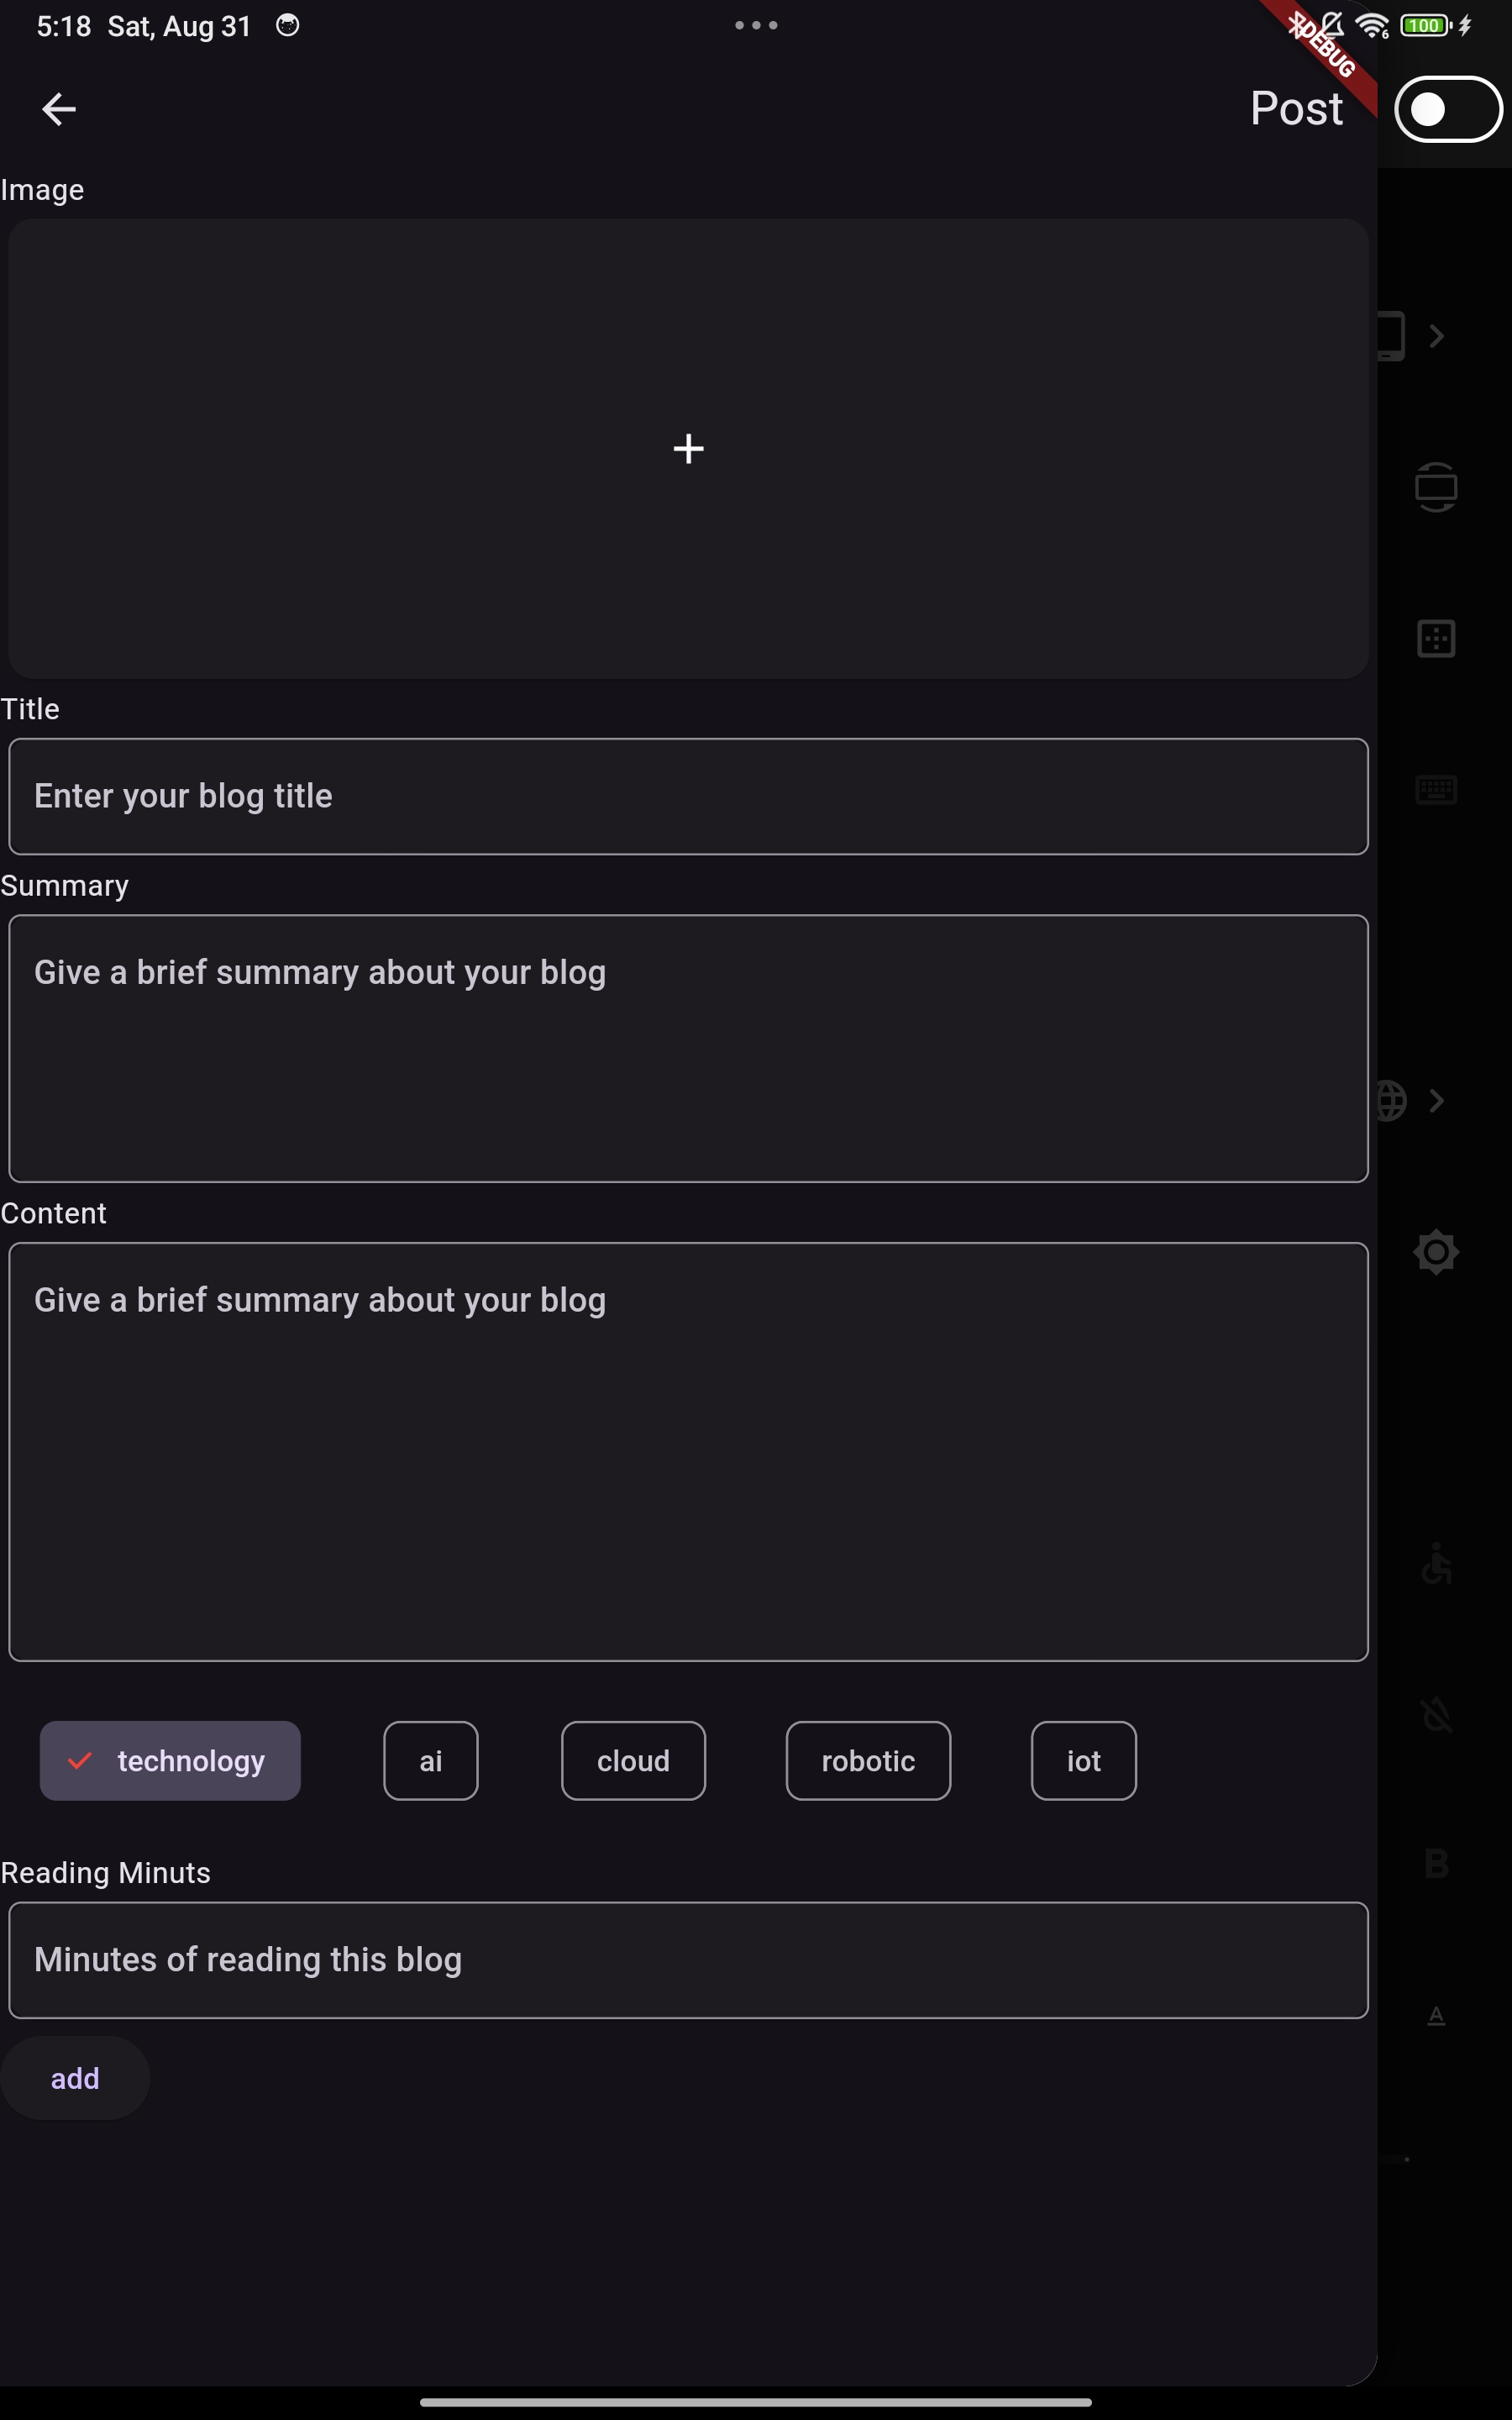 5:18 Sat, Aug 31
6 100
DEBUG
Post
Image
Title
Enter your blog title
Summary
Give a brief summary about your blog
Content
Give a brief summary about your blog
technology ai cloud robotic iot
Reading Minuts
Minutes of reading this blog
add
B
A